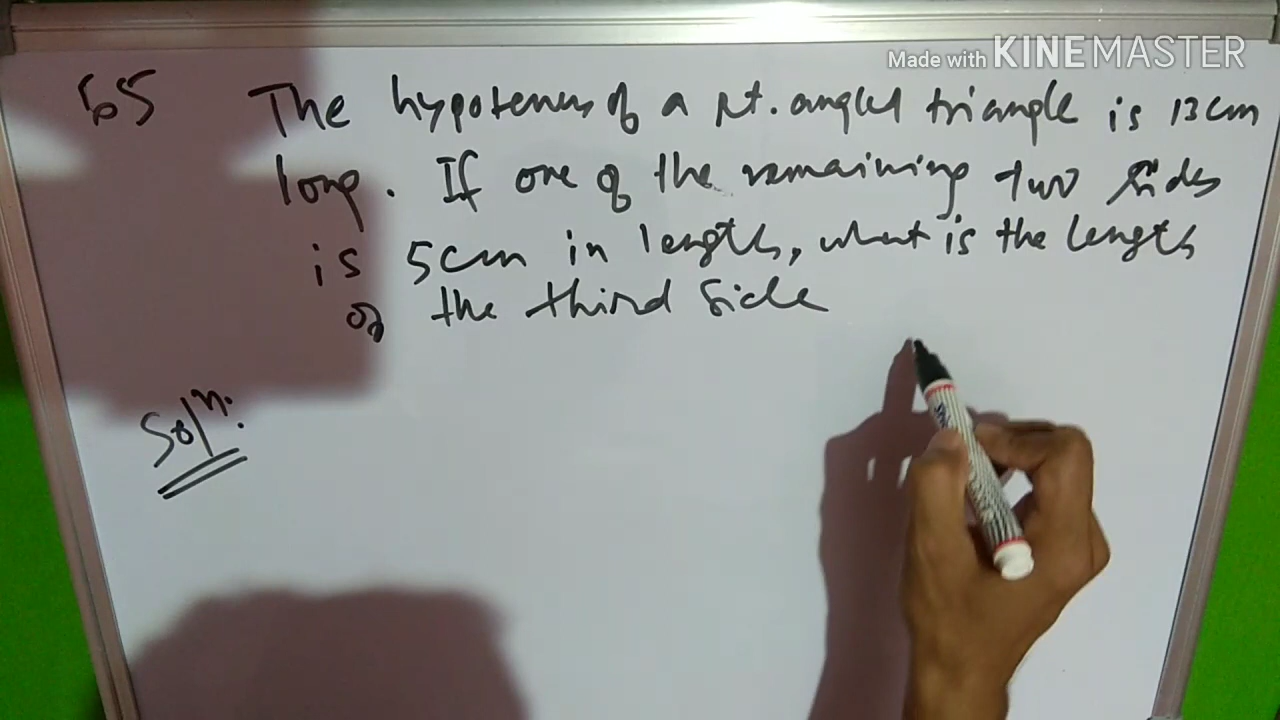 Made with KINEMASTER
65 The hypotenus of a rt. angled triangle is 13cm
long. If one of the remaining two sides
is 5cm in length, what is the length
of the third side
Solⁿ.